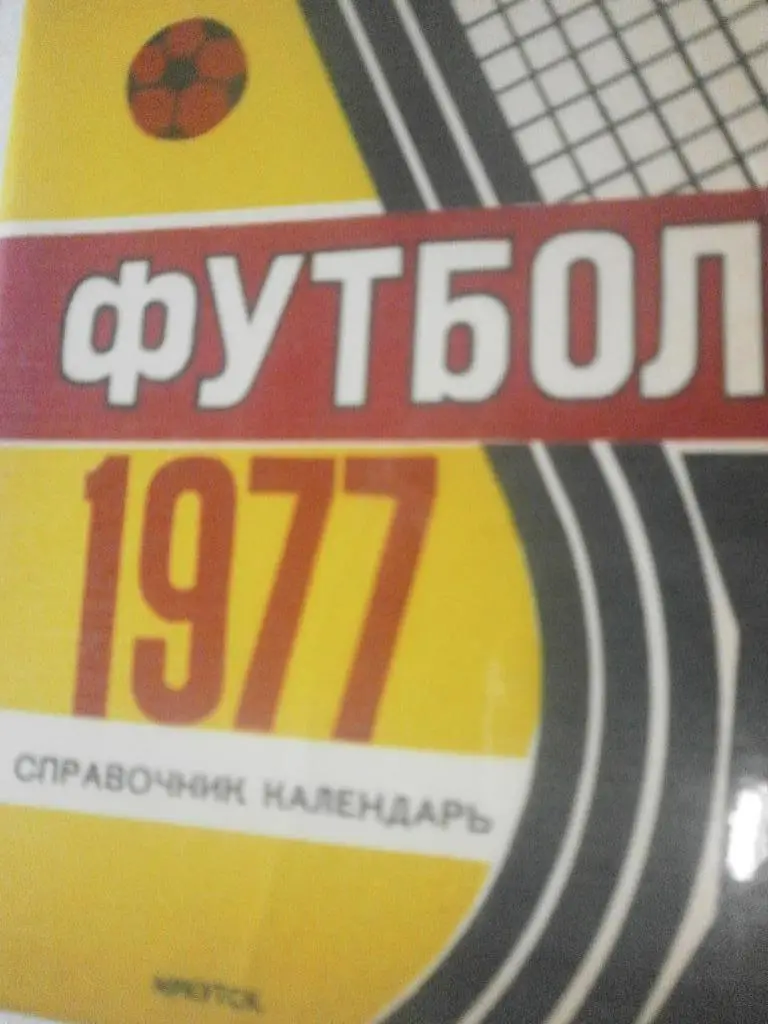 ФУТБОЛ
1977
СПРАВОЧНИК КАЛЕНДАРЬ
ИРКУТСК